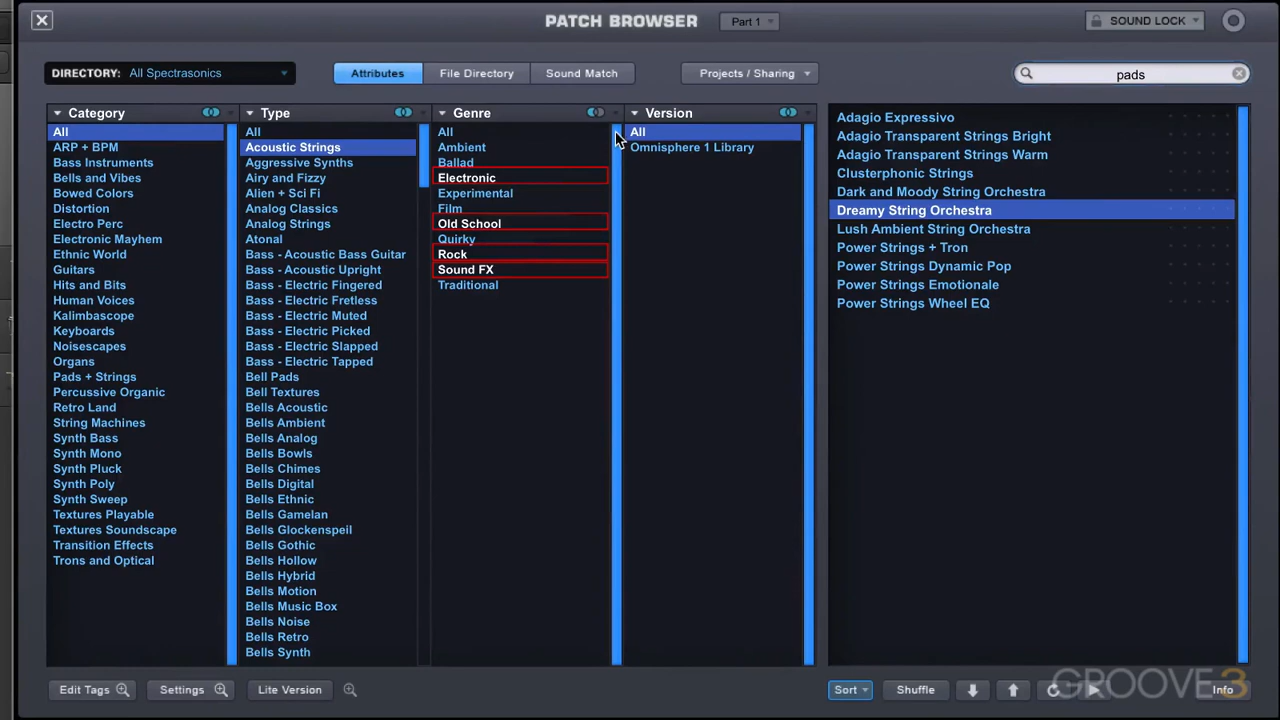 PATCH BROWSER
Part 1
SOUND LOCK
DIRECTORY: All Spectrasonics
Attributes
File Directory
Sound Match
Projects / Sharing
pads
Category
All
ARP + BPM
Bass Instruments
Bells and Vibes
Bowed Colors
Distortion
Electro Perc
Electronic Mayhem
Ethnic World
Guitars
Hits and Bits
Human Voices
Kalimbascope
Keyboards
Noisescapes
Organs
Pads + Strings
Percussive Organic
Retro Land
String Machines
Synth Bass
Synth Mono
Synth Pluck
Synth Poly
Synth Sweep
Textures Playable
Textures Soundscape
Transition Effects
Trons and Optical
Type
All
Acoustic Strings
Aggressive Synths
Airy and Fizzy
Alien + Sci Fi
Analog Classics
Analog Strings
Atonal
Bass - Acoustic Bass Guitar
Bass - Acoustic Upright
Bass - Electric Fingered
Bass - Electric Fretless
Bass - Electric Muted
Bass - Electric Picked
Bass - Electric Slapped
Bass - Electric Tapped
Bell Pads
Bell Textures
Bells Acoustic
Bells Ambient
Bells Analog
Bells Bowls
Bells Chimes
Bells Digital
Bells Ethnic
Bells Gamelan
Bells Glockenspeil
Bells Gothic
Bells Hollow
Bells Hybrid
Bells Motion
Bells Music Box
Bells Noise
Bells Retro
Bells Synth
Genre
All
Ambient
Ballad
Electronic
Experimental
Film
Old School
Quirky
Rock
Sound FX
Traditional
Version
All
Omnisphere 1 Library
Adagio Expressivo
Adagio Transparent Strings Bright
Adagio Transparent Strings Warm
Clusterphonic Strings
Dark and Moody String Orchestra
Dreamy String Orchestra
Lush Ambient String Orchestra
Power Strings + Tron
Power Strings Dynamic Pop
Power Strings Emotionale
Power Strings Wheel EQ
Edit Tags
Settings
Lite Version
Sort
Shuffle
Info
GROOVE3